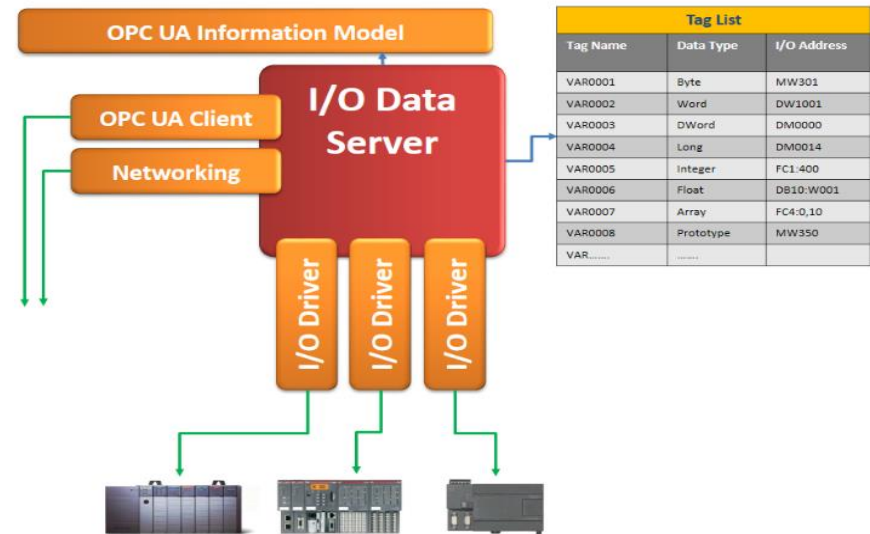 OPC UA Information Model
I/O Data
Server
OPC UA Client
Networking
I/O Driver
I/O Driver
I/O Driver
Tag List
Tag Name Data Type I/O Address
VAR0001 Byte MW301
VAR0002 Word DW1001
VAR0003 DWord DM0000
VAR0004 Long DM0014
VAR0005 Integer FC1:400
VAR0006 Float DB10:W001
VAR0007 Array FC4:0,10
VAR0008 Prototype MW350
VAR....... .......